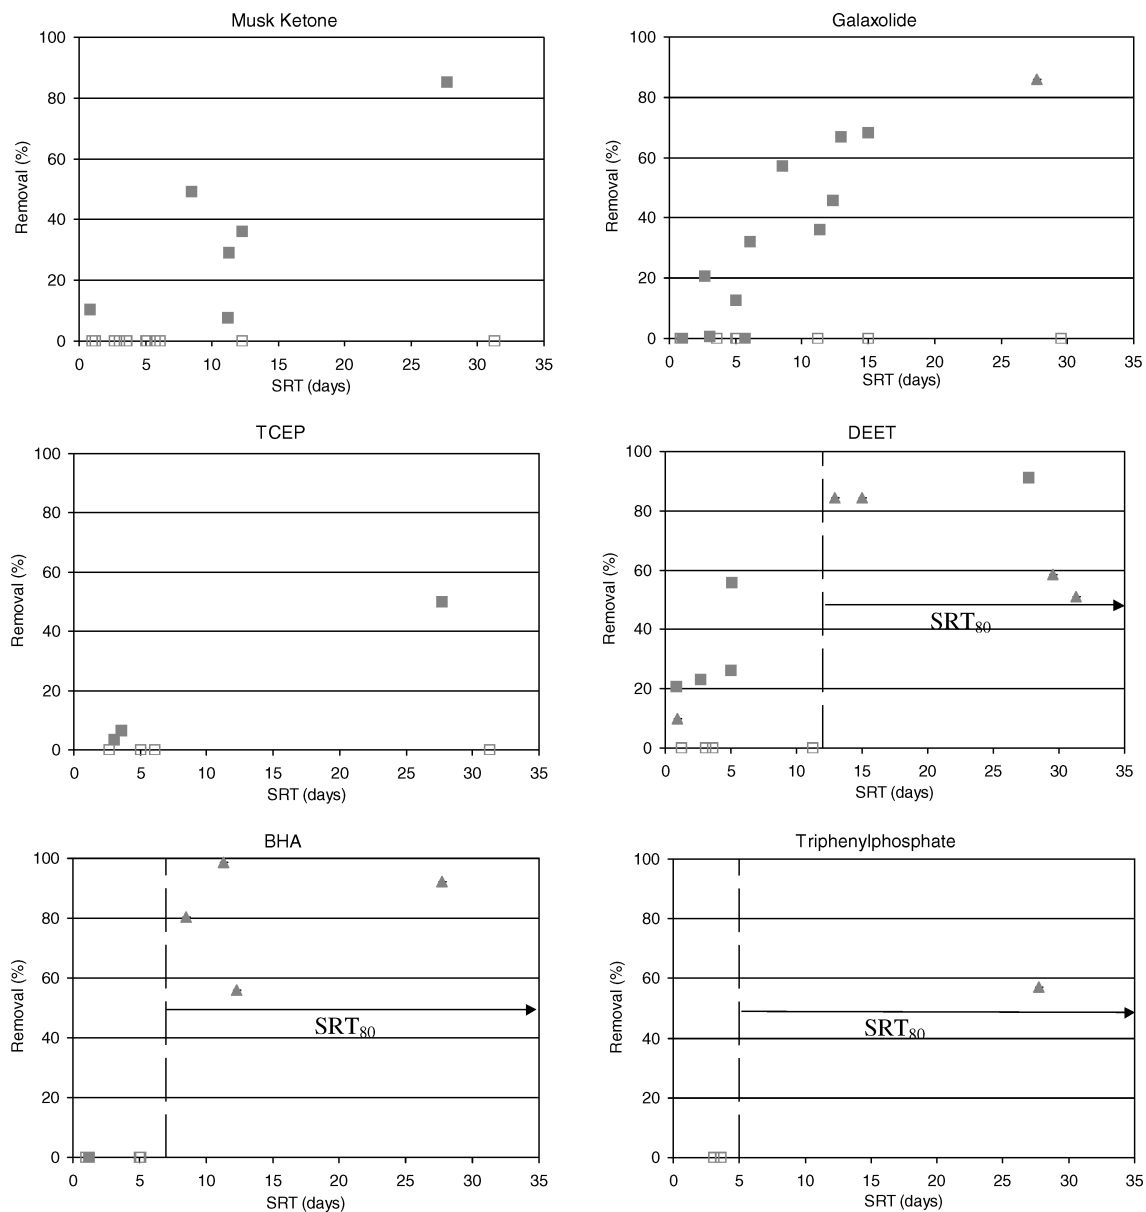 Musk Ketone
100
80
60
40
20
0
Removal (%)
0 5 10 15 20 25 30 35
SRT (days)
Galaxolide
100
80
60
40
20
0
Removal (%)
0 5 10 15 20 25 30 35
SRT (days)
TCEP
100
80
60
40
20
0
Removal (%)
0 5 10 15 20 25 30 35
SRT (days)
DEET
100
80
60
40
20
0
Removal (%)
SRT80
0 5 10 15 20 25 30 35
SRT (days)
BHA
100
80
60
40
20
0
Removal (%)
SRT80
0 5 10 15 20 25 30 35
SRT (days)
Triphenylphosphate
100
80
60
40
20
0
Removal (%)
SRT80
0 5 10 15 20 25 30 35
SRT (days)